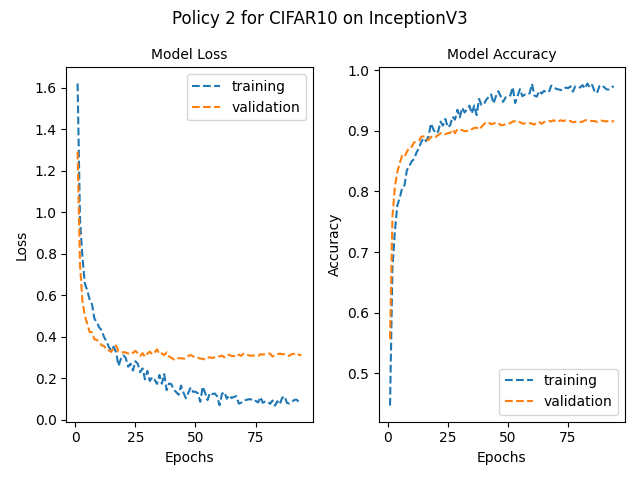 Policy 2 for CIFAR10 on InceptionV3
Model Loss
training
validation
1.6
1.4
1.2
1.0
0.8
0.6
0.4
0.2
0.0
0
25
50
75
Loss
Epochs
Model Accuracy
1.0
0.9
0.8
0.7
0.6
0.5
0
25
50
75
Accuracy
Epochs
training
validation